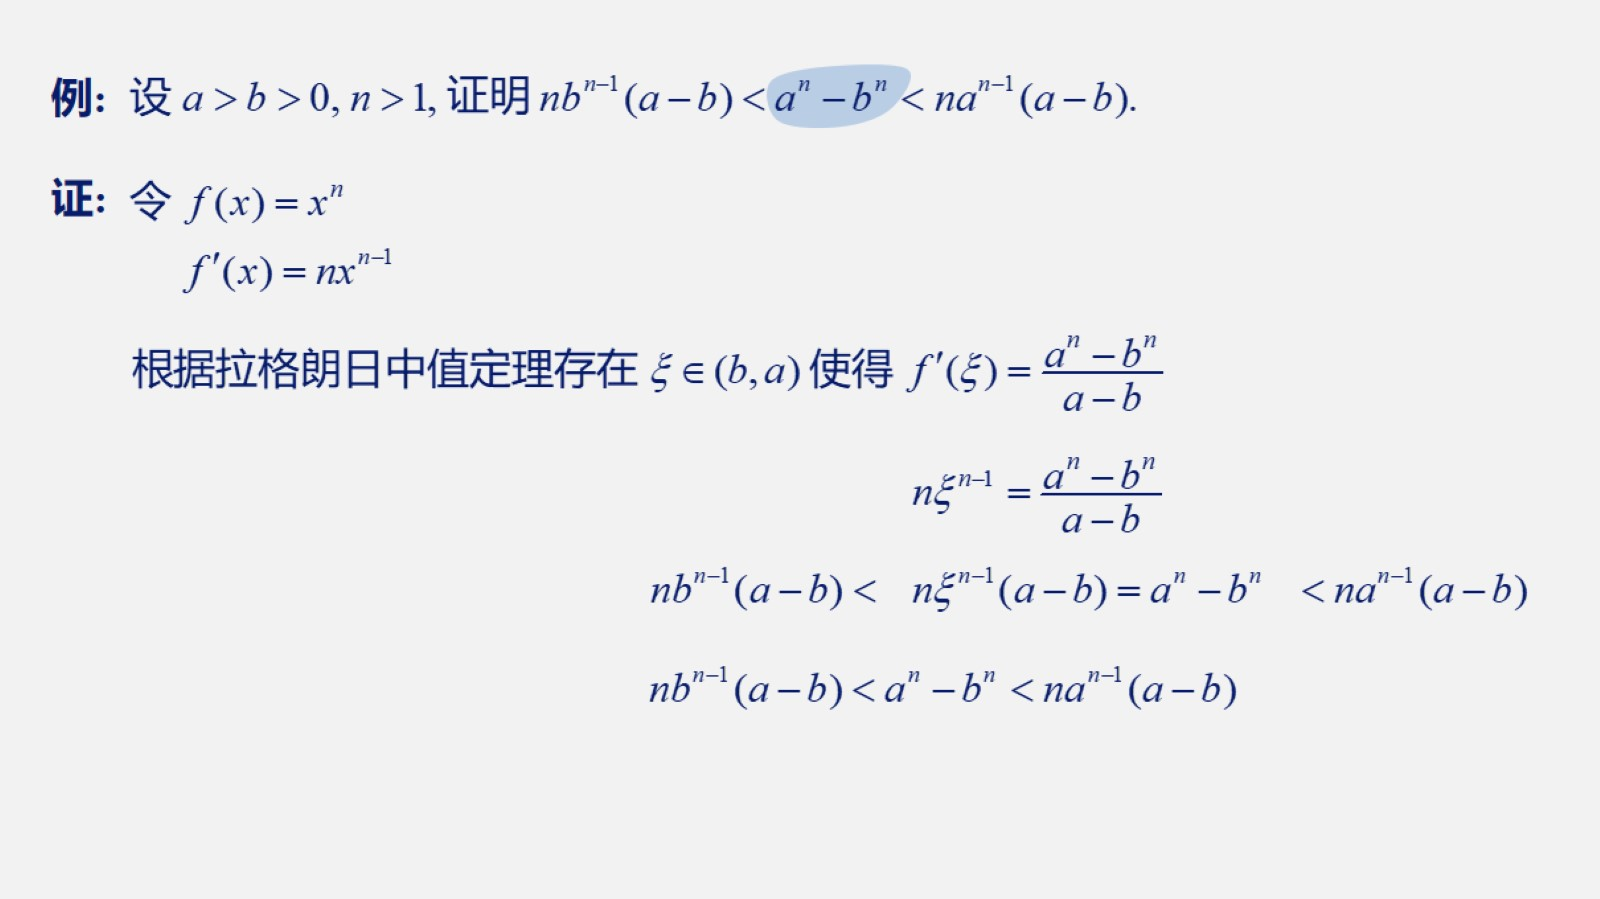 例: 设 a > b > 0, n > 1, 证明 nb^{n−1}(a − b) < a^n − b^n < na^{n−1}(a − b).
证: 令 f(x) = x^n
f′(x) = nx^{n−1}
根据拉格朗日中值定理存在 ξ ∈ (b, a) 使得 f′(ξ) = \frac{a^n − b^n}{a − b}
nξ^{n−1} = \frac{a^n − b^n}{a − b}
nb^{n−1}(a − b) < nξ^{n−1}(a − b) = a^n − b^n < na^{n−1}(a − b)
nb^{n−1}(a − b) < a^n − b^n < na^{n−1}(a − b)